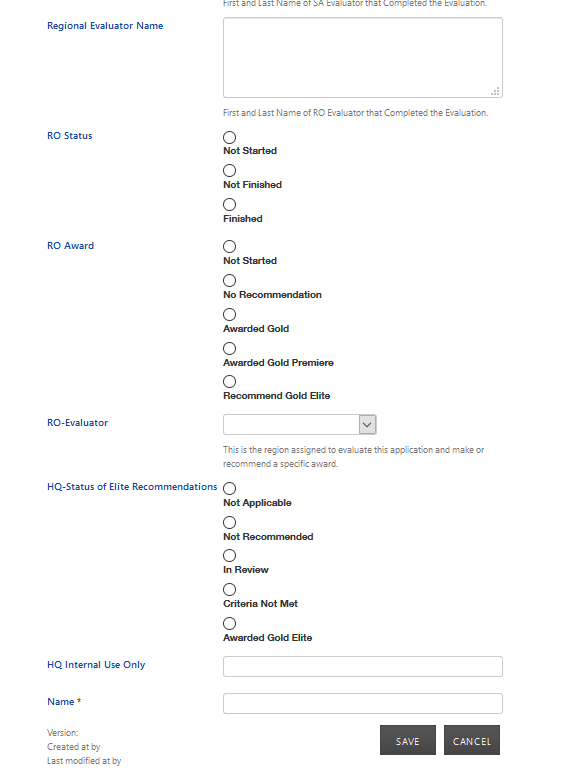 First and Last Name of SA Evaluator that Completed the Evaluation.
Regional Evaluator Name
First and Last Name of RO Evaluator that Completed the Evaluation.
RO Status
Not Started
Not Finished
Finished
RO Award
Not Started
No Recommendation
Awarded Gold
Awarded Gold Premiere
Recommend Gold Elite
RO-Evaluator
This is the region assigned to evaluate this application and make or
recommend a specific award.
HQ-Status of Elite Recommendations
Not Applicable
Not Recommended
In Review
Criteria Not Met
Awarded Gold Elite
HQ Internal Use Only
Name *
Version:
Created at by
Last modified at by
SAVE
CANCEL